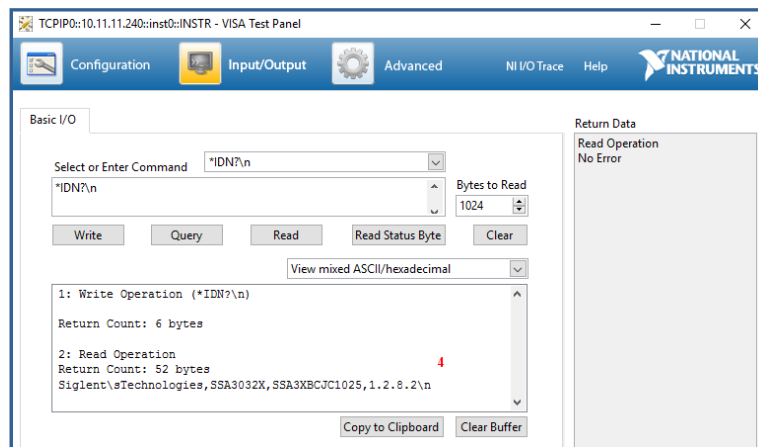 TCPIP0::10.11.11.240::inst0::INSTR - VISA Test Panel
Configuration Input/Output Advanced NI I/O Trace Help NATIONAL INSTRUMENTS
Basic I/O
Return Data
Read Operation
No Error
Select or Enter Command *IDN?\n
*IDN?\n
Bytes to Read
1024
Write Query Read Read Status Byte Clear
View mixed ASCII/hexadecimal
1: Write Operation (*IDN?\n)
Return Count: 6 bytes
2: Read Operation
4
Return Count: 52 bytes
Siglent\sTechnologies,SSA3032X,SSA3XBCJC1025,1.2.8.2\n
Copy to Clipboard Clear Buffer